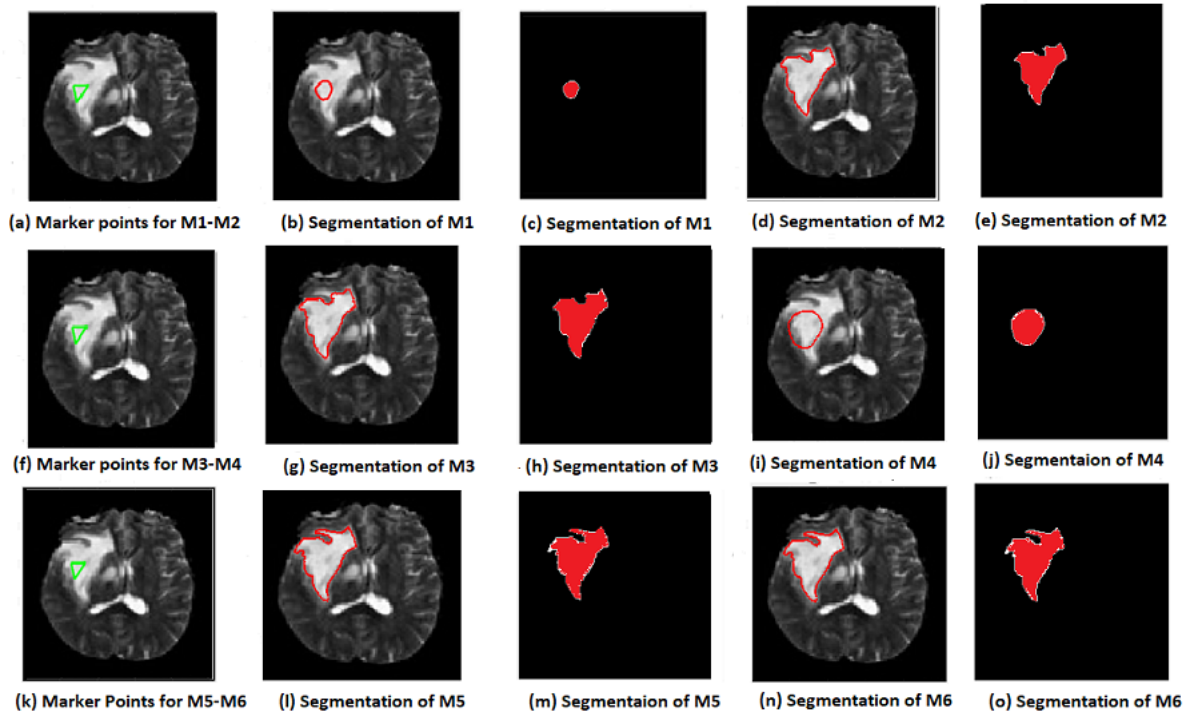 (a) Marker points for M1-M2
(b) Segmentation of M1
(c) Segmentation of M1
(d) Segmentation of M2
(e) Segmentation of M2
(f) Marker points for M3-M4
(g) Segmentation of M3
(h) Segmentation of M3
(i) Segmentation of M4
(j) Segmentaion of M4
(k) Marker Points for M5-M6
(l) Segmentation of M5
(m) Segmentaion of M5
(n) Segmentation of M6
(o) Segmentation of M6